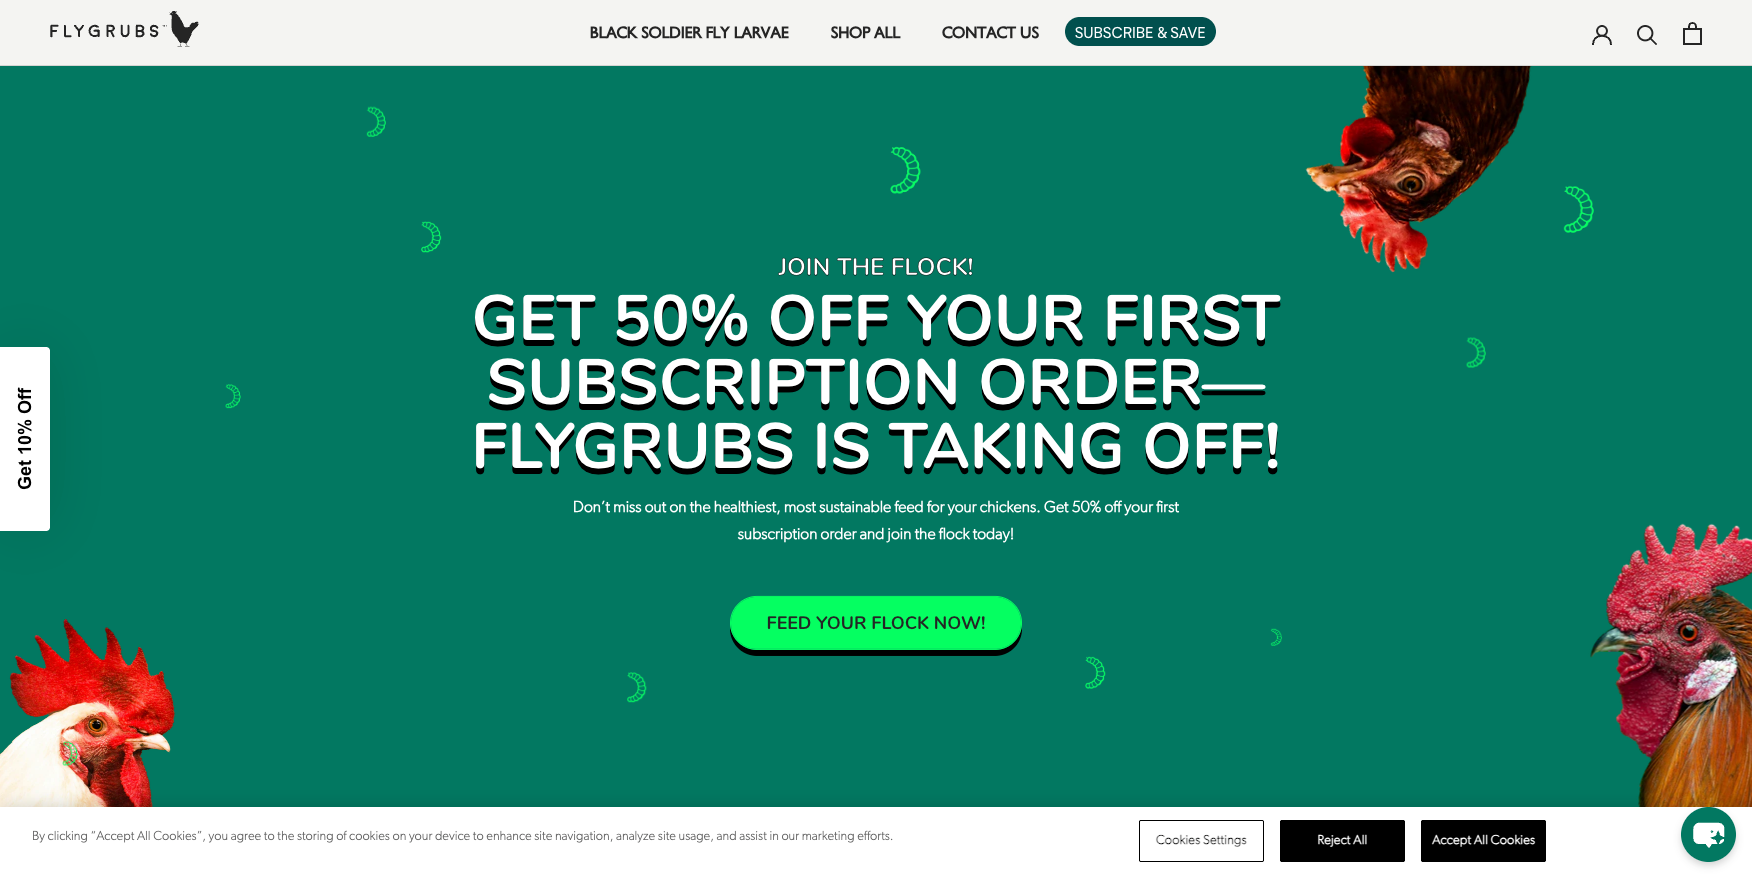 FLYGRUBS
BLACK SOLDIER FLY LARVAE
SHOP ALL
CONTACT US
SUBSCRIBE & SAVE
JOIN THE FLOCK!
GET 50% OFF YOUR FIRST
SUBSCRIPTION ORDER—
FLYGRUBS IS TAKING OFF!
Don't miss out on the healthiest, most sustainable feed for your chickens. Get 50% off your first
subscription order and join the flock today!
FEED YOUR FLOCK NOW!
Get 10% Off
By clicking “Accept All Cookies”, you agree to the storing of cookies on your device to enhance site navigation, analyze site usage, and assist in our marketing efforts.
Cookies Settings
Reject All
Accept All Cookies